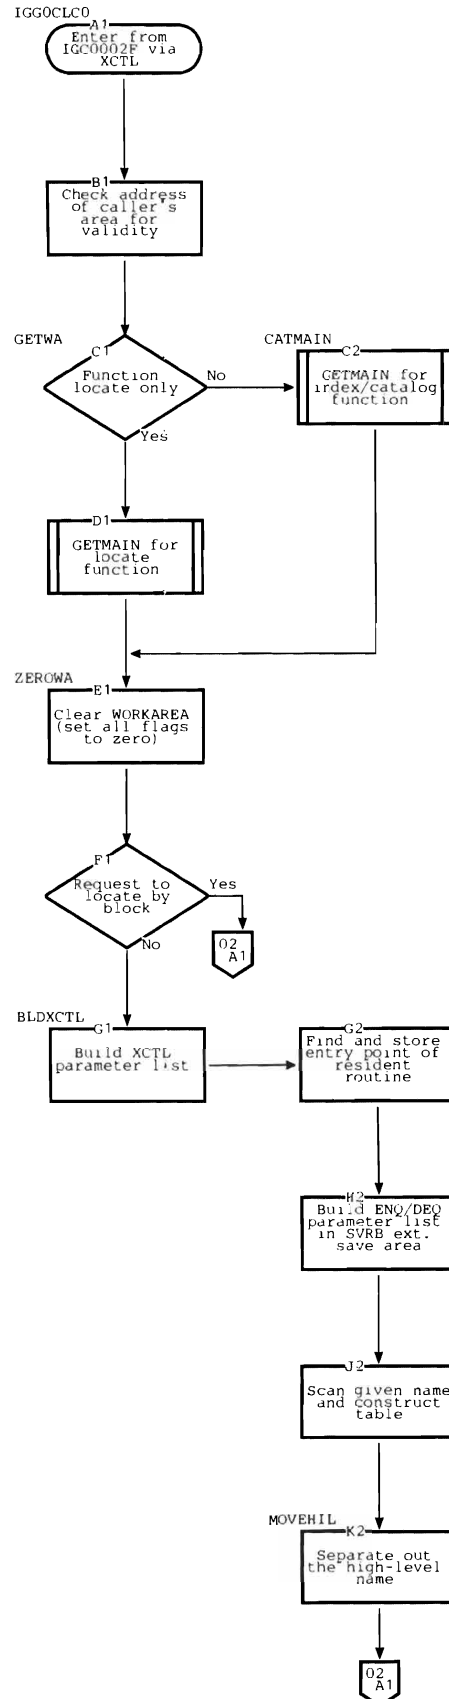 IGG0CLC0
A1
Enter from
IGC0002F via
XCTL
B1
Check address
of caller's
area for
validity
GETWA
C1
Function
locate only
No
Yes
CATMAIN
C2
GETMAIN for
index/catalog
function
D1
GETMAIN for
locate
function
ZEROWA
E1
Clear WORKAREA
(set all flags
to zero)
F1
Request to
locate by
block
Yes
No
02
A1
BLDXCTL
G1
Build XCTL
parameter list
G2
Find and store
entry point of
resident
routine
H2
Build ENQ/DEQ
parameter list
in SVRB ext.
save area
J2
Scan given name
and construct
table
MOVEHIL
K2
Separate out
the high-level
name
02
A1